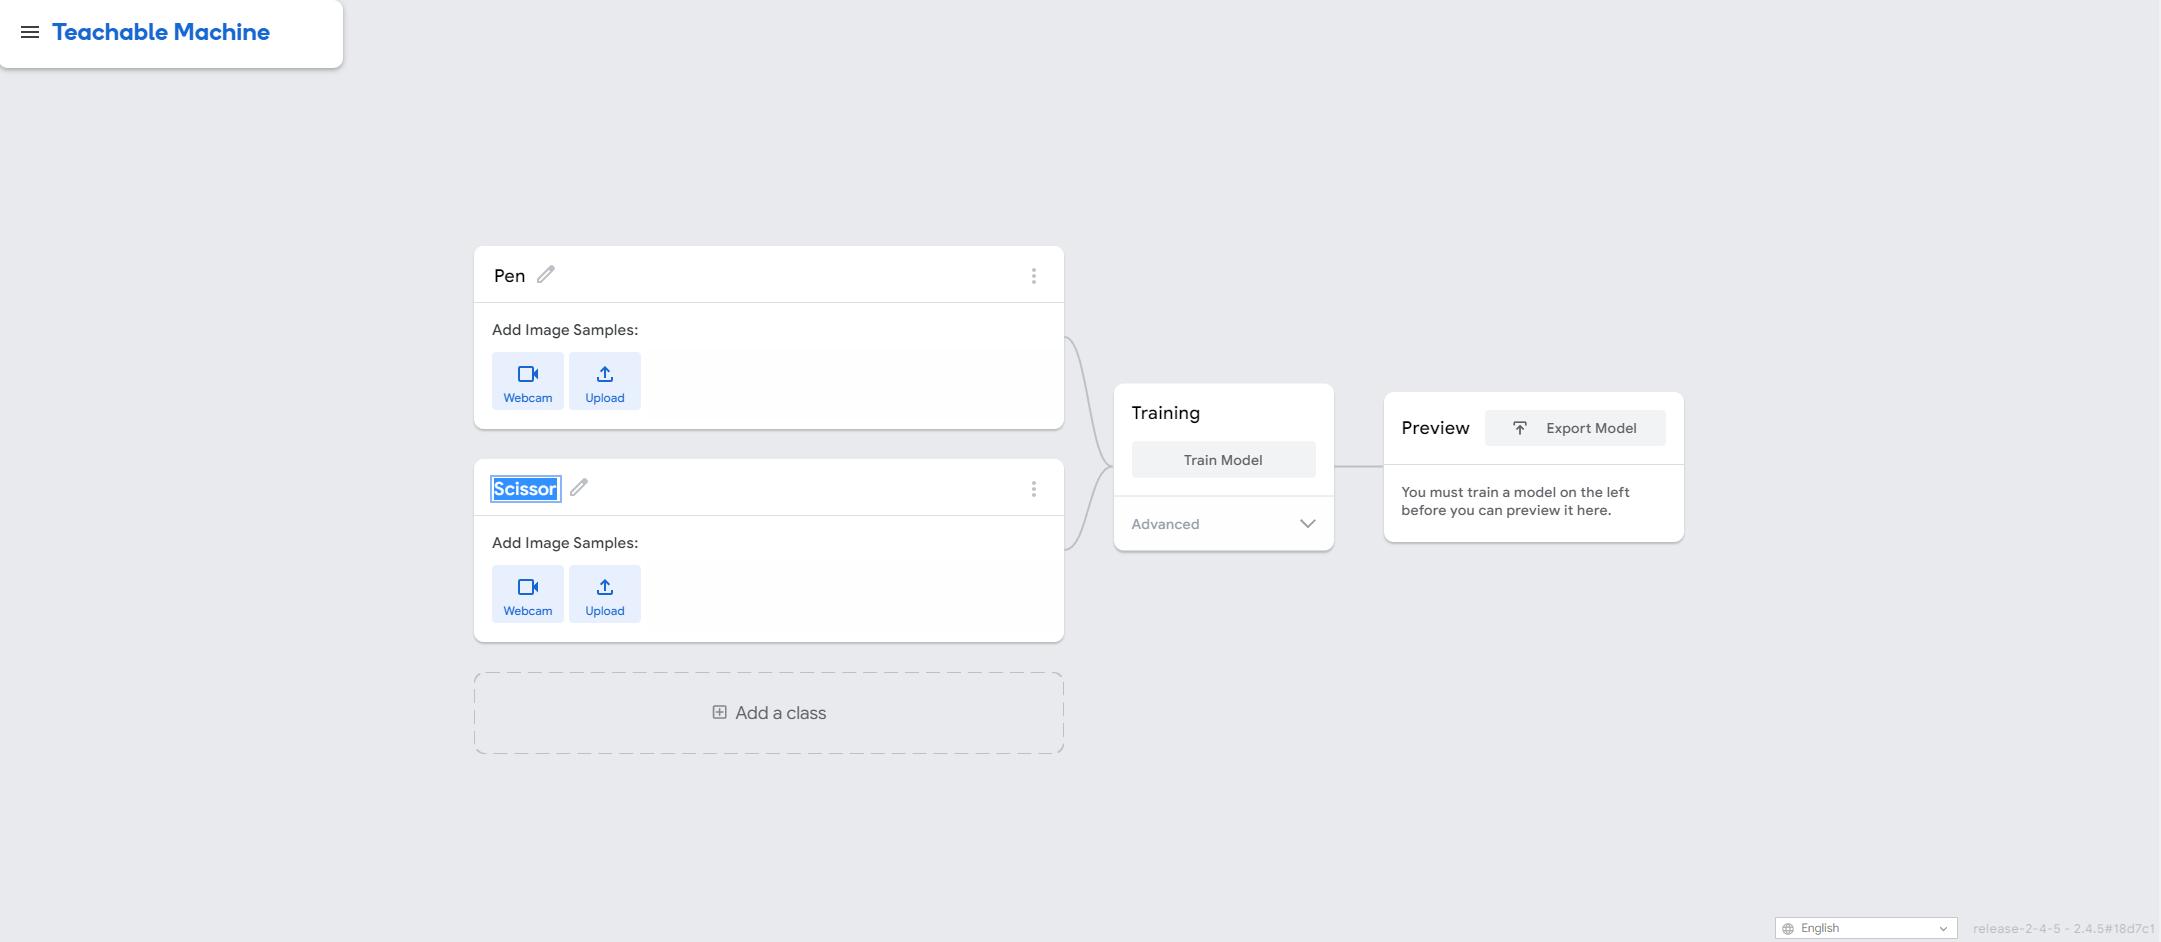 Teachable Machine
Pen
Add Image Samples:
Webcam
Upload
Scissor
Add Image Samples:
Webcam
Upload
Add a class
Training
Train Model
Advanced
Preview
Export Model
You must train a model on the left
before you can preview it here.
English
release-2-4-5 - 2.4.5#18d7c1